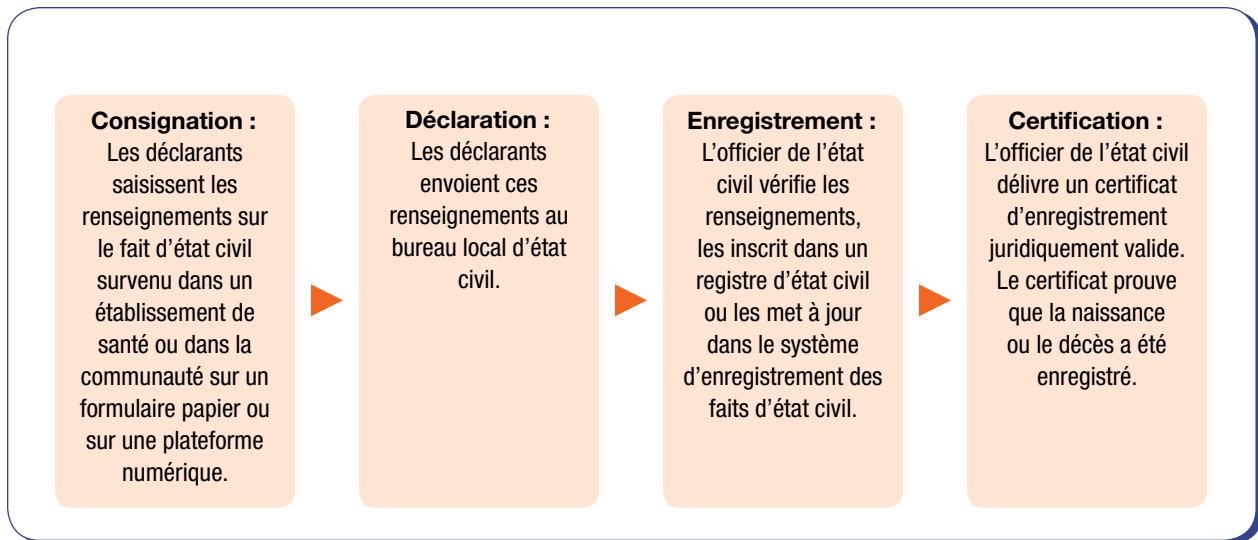 Consignation :
Les déclarants
saisissent les
renseignements sur
le fait d’état civil
survenu dans un
établissement de
santé ou dans la
communauté sur un
formulaire papier ou
sur une plateforme
numérique.
Déclaration :
Les déclarants
envoient ces
renseignements au
bureau local d’état
civil.
Enregistrement :
L’officier de l’état
civil vérifie les
renseignements,
les inscrit dans un
registre d’état civil
ou les met à jour
dans le système
d’enregistrement des
faits d’état civil.
Certification :
L’officier de l’état civil
délivre un certificat
d’enregistrement
juridiquement valide.
Le certificat prouve
que la naissance
ou le décès a été
enregistré.